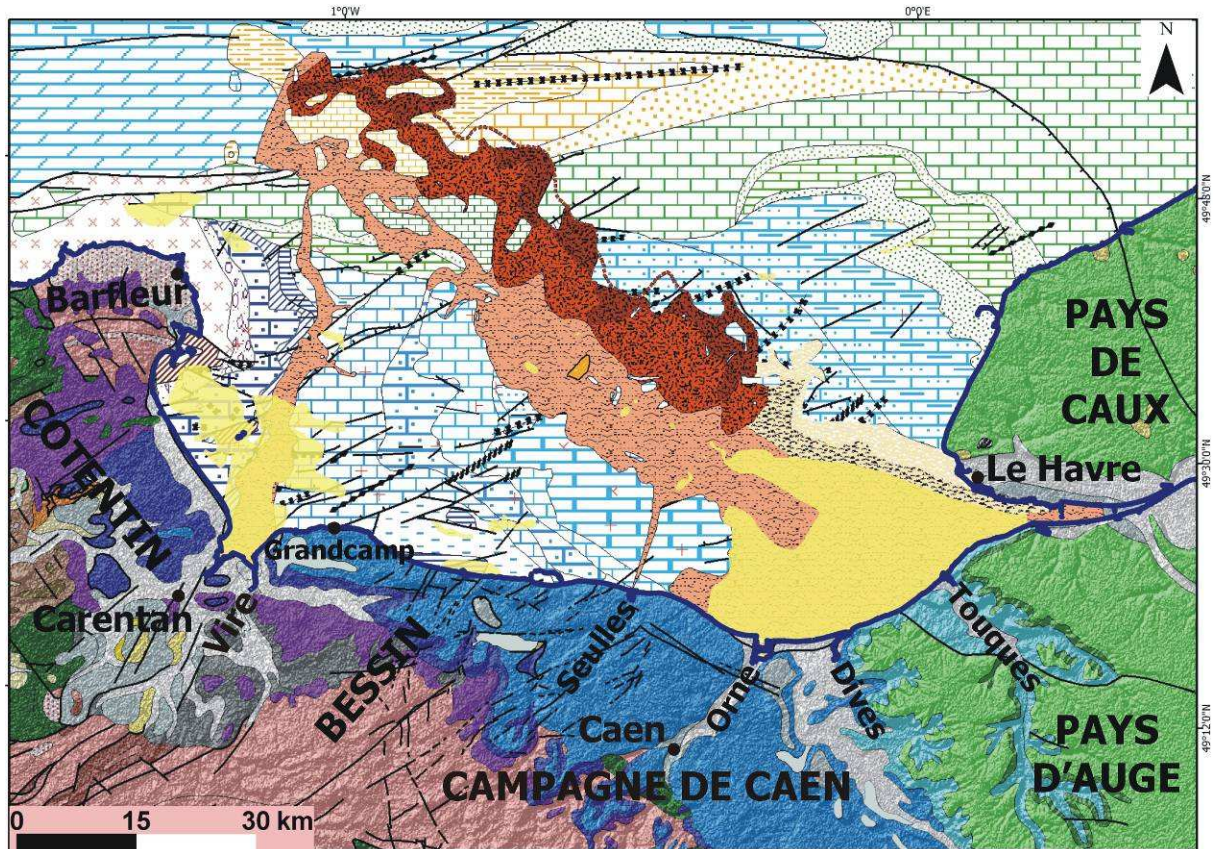 1°0'W
0°0'E
N
49°48'0"N
Barfleur
PAYS
DE
CAUX
COTENTIN
49°30'0"N
Le Havre
Grandcamp
Carentan
Vire
BESSIN
Seulles
Touques
Orne
Dives
49°12'0"N
Caen
PAYS
D'AUGE
CAMPAGNE DE CAEN
0
15
30 km